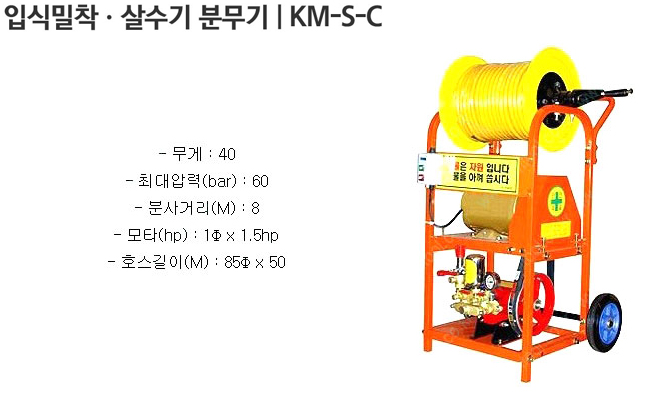 입식밀착 · 살수기 분무기 | KM-S-C
- 무게 : 40
- 최대압력(bar) : 60
- 분사거리(M) : 8
- 모타(hp) : 1Φ x 1.5hp
- 호스길이(M) : 85Φ x 50
물은 자원 입니다
물을 아껴 씁시다